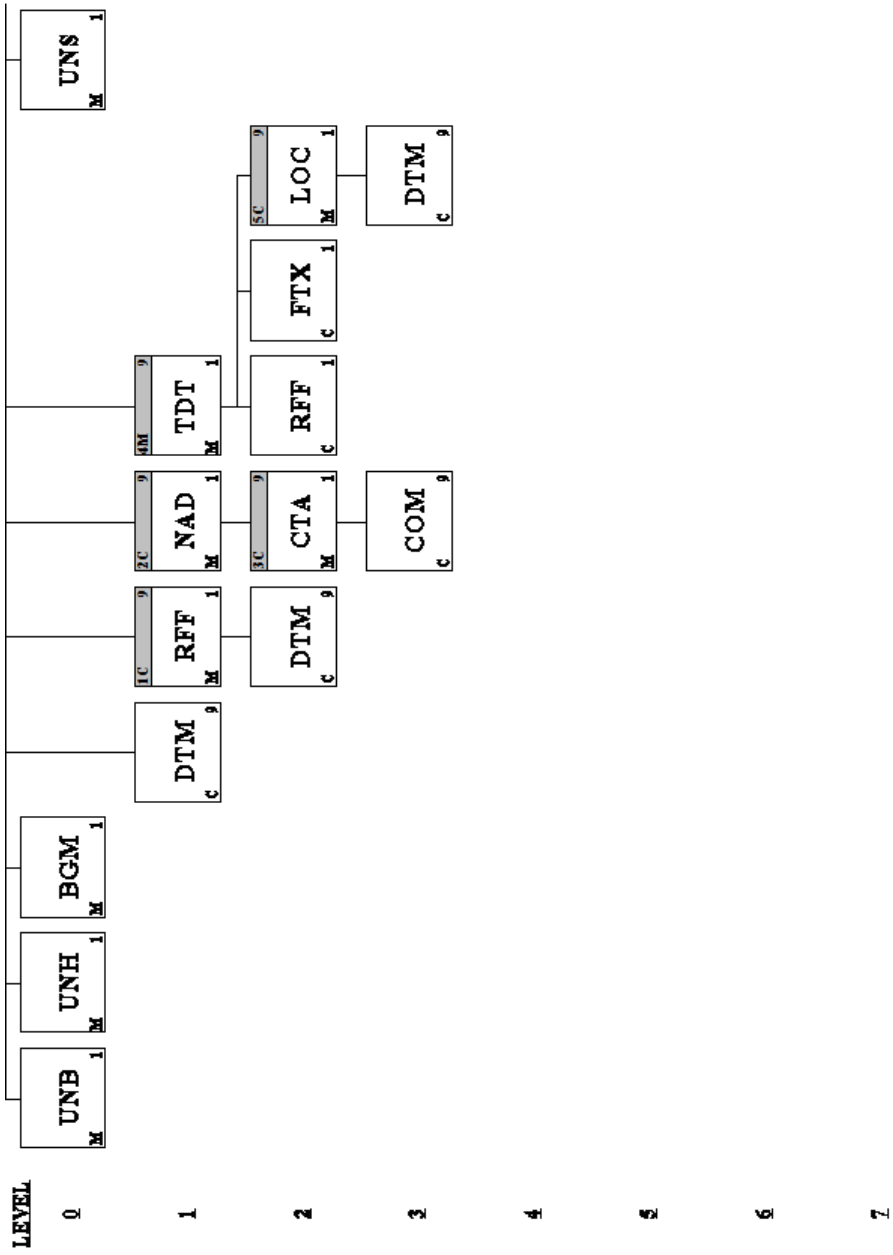 LEVEL
0 UNB UNH BGM UNS
M 1 M 1 M 1 M 1
1C 9 2C 9 4M 9
1 DTM RFF NAD TDT
C 9 M 1 M 1 M 1
3C 9 5C 9
2 DTM CTA RFF FTX LOC
C 9 M 1 C 1 C 1 M 1
3 COM DTM
C 9 C 9
4
5
6
7